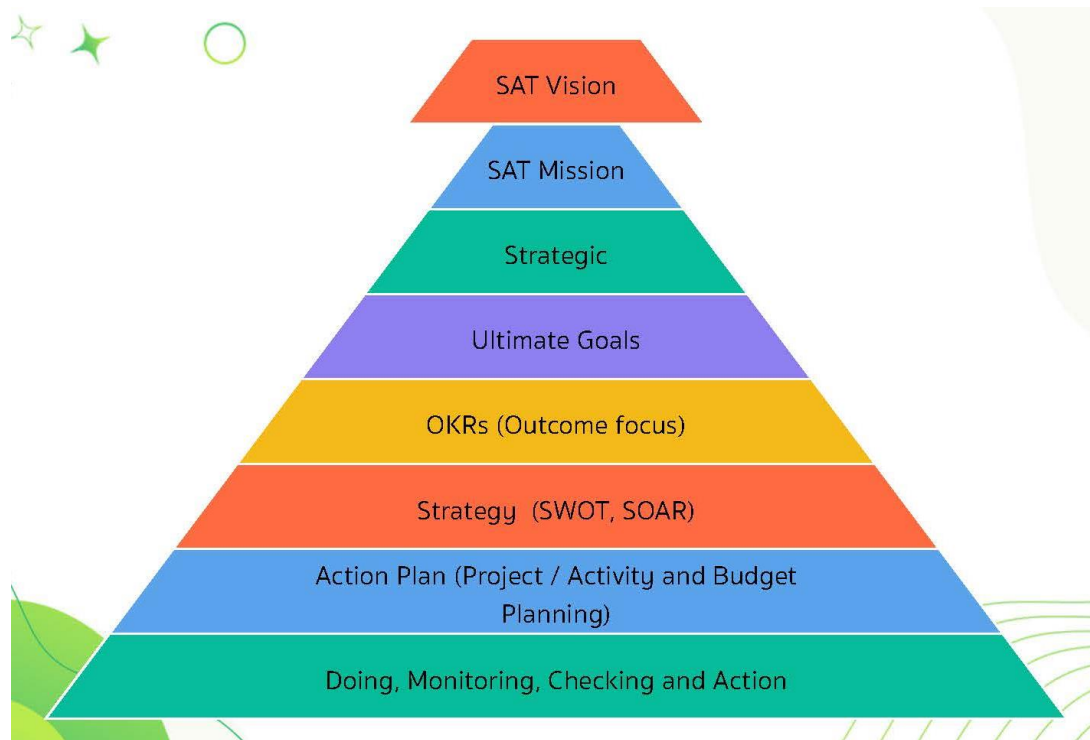 SAT Vision
SAT Mission
Strategic
Ultimate Goals
OKRs (Outcome focus)
Strategy (SWOT, SOAR)
Action Plan (Project / Activity and Budget
Planning)
Doing, Monitoring, Checking and Action